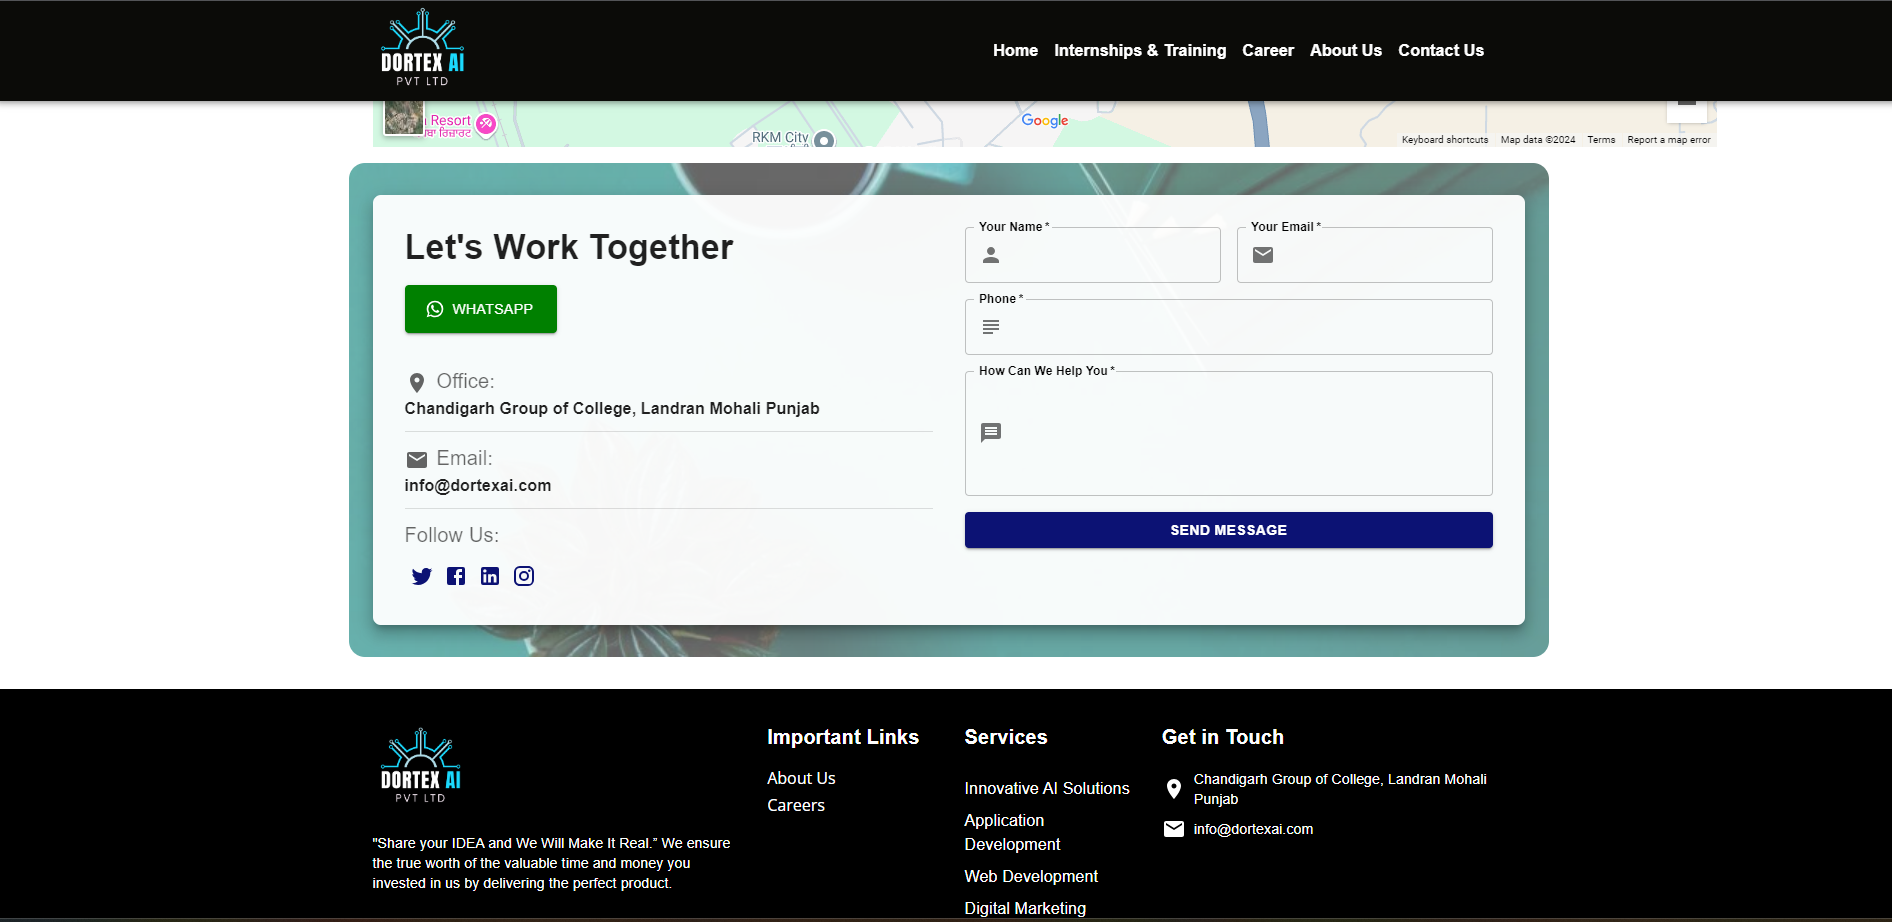 DORTEX AI
PVT LTD
Home Internships & Training Career About Us Contact Us
Resort
ਰਿਜ਼ਾਰਟ
RKM City
Google
Keyboard shortcuts Map data ©2024 Terms Report a map error
Let's Work Together
WHATSAPP
Office:
Chandigarh Group of College, Landran Mohali Punjab
Email:
info@dortexai.com
Follow Us:
Your Name *
Your Email *
Phone *
How Can We Help You *
SEND MESSAGE
DORTEX AI
PVT LTD
"Share your IDEA and We Will Make It Real.” We ensure
the true worth of the valuable time and money you
invested in us by delivering the perfect product.
Important Links
About Us
Careers
Services
Innovative AI Solutions
Application
Development
Web Development
Digital Marketing
Get in Touch
Chandigarh Group of College, Landran Mohali
Punjab
info@dortexai.com